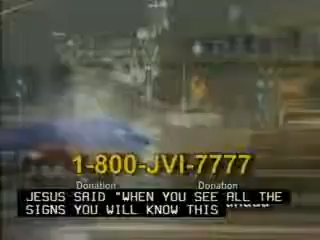 1-800-JVI-7777
Donation Donation
JESUS SAID "WHEN YOU SEE ALL THE
SIGNS YOU WILL KNOW THIS